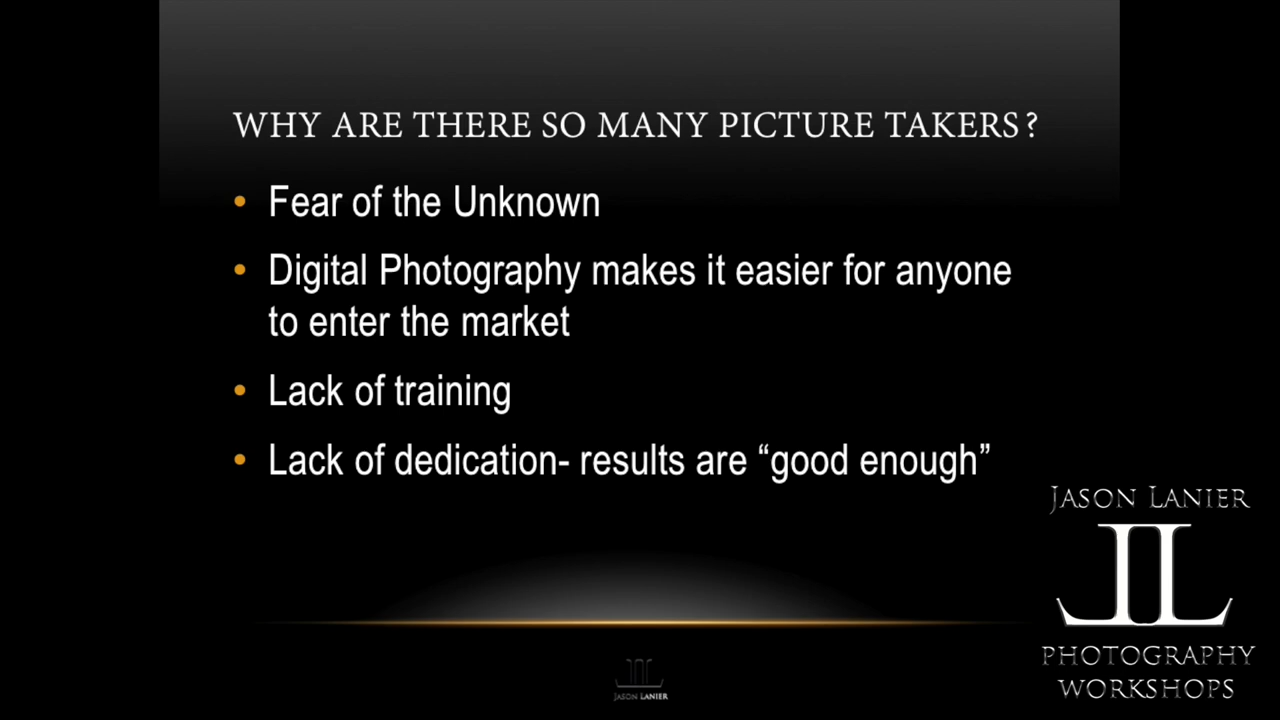 WHY ARE THERE SO MANY PICTURE TAKERS?
• Fear of the Unknown
• Digital Photography makes it easier for anyone
to enter the market
• Lack of training
• Lack of dedication- results are “good enough”
JASON LANIER
JL
PHOTOGRAPHY
WORKSHOPS
JASON LANIER